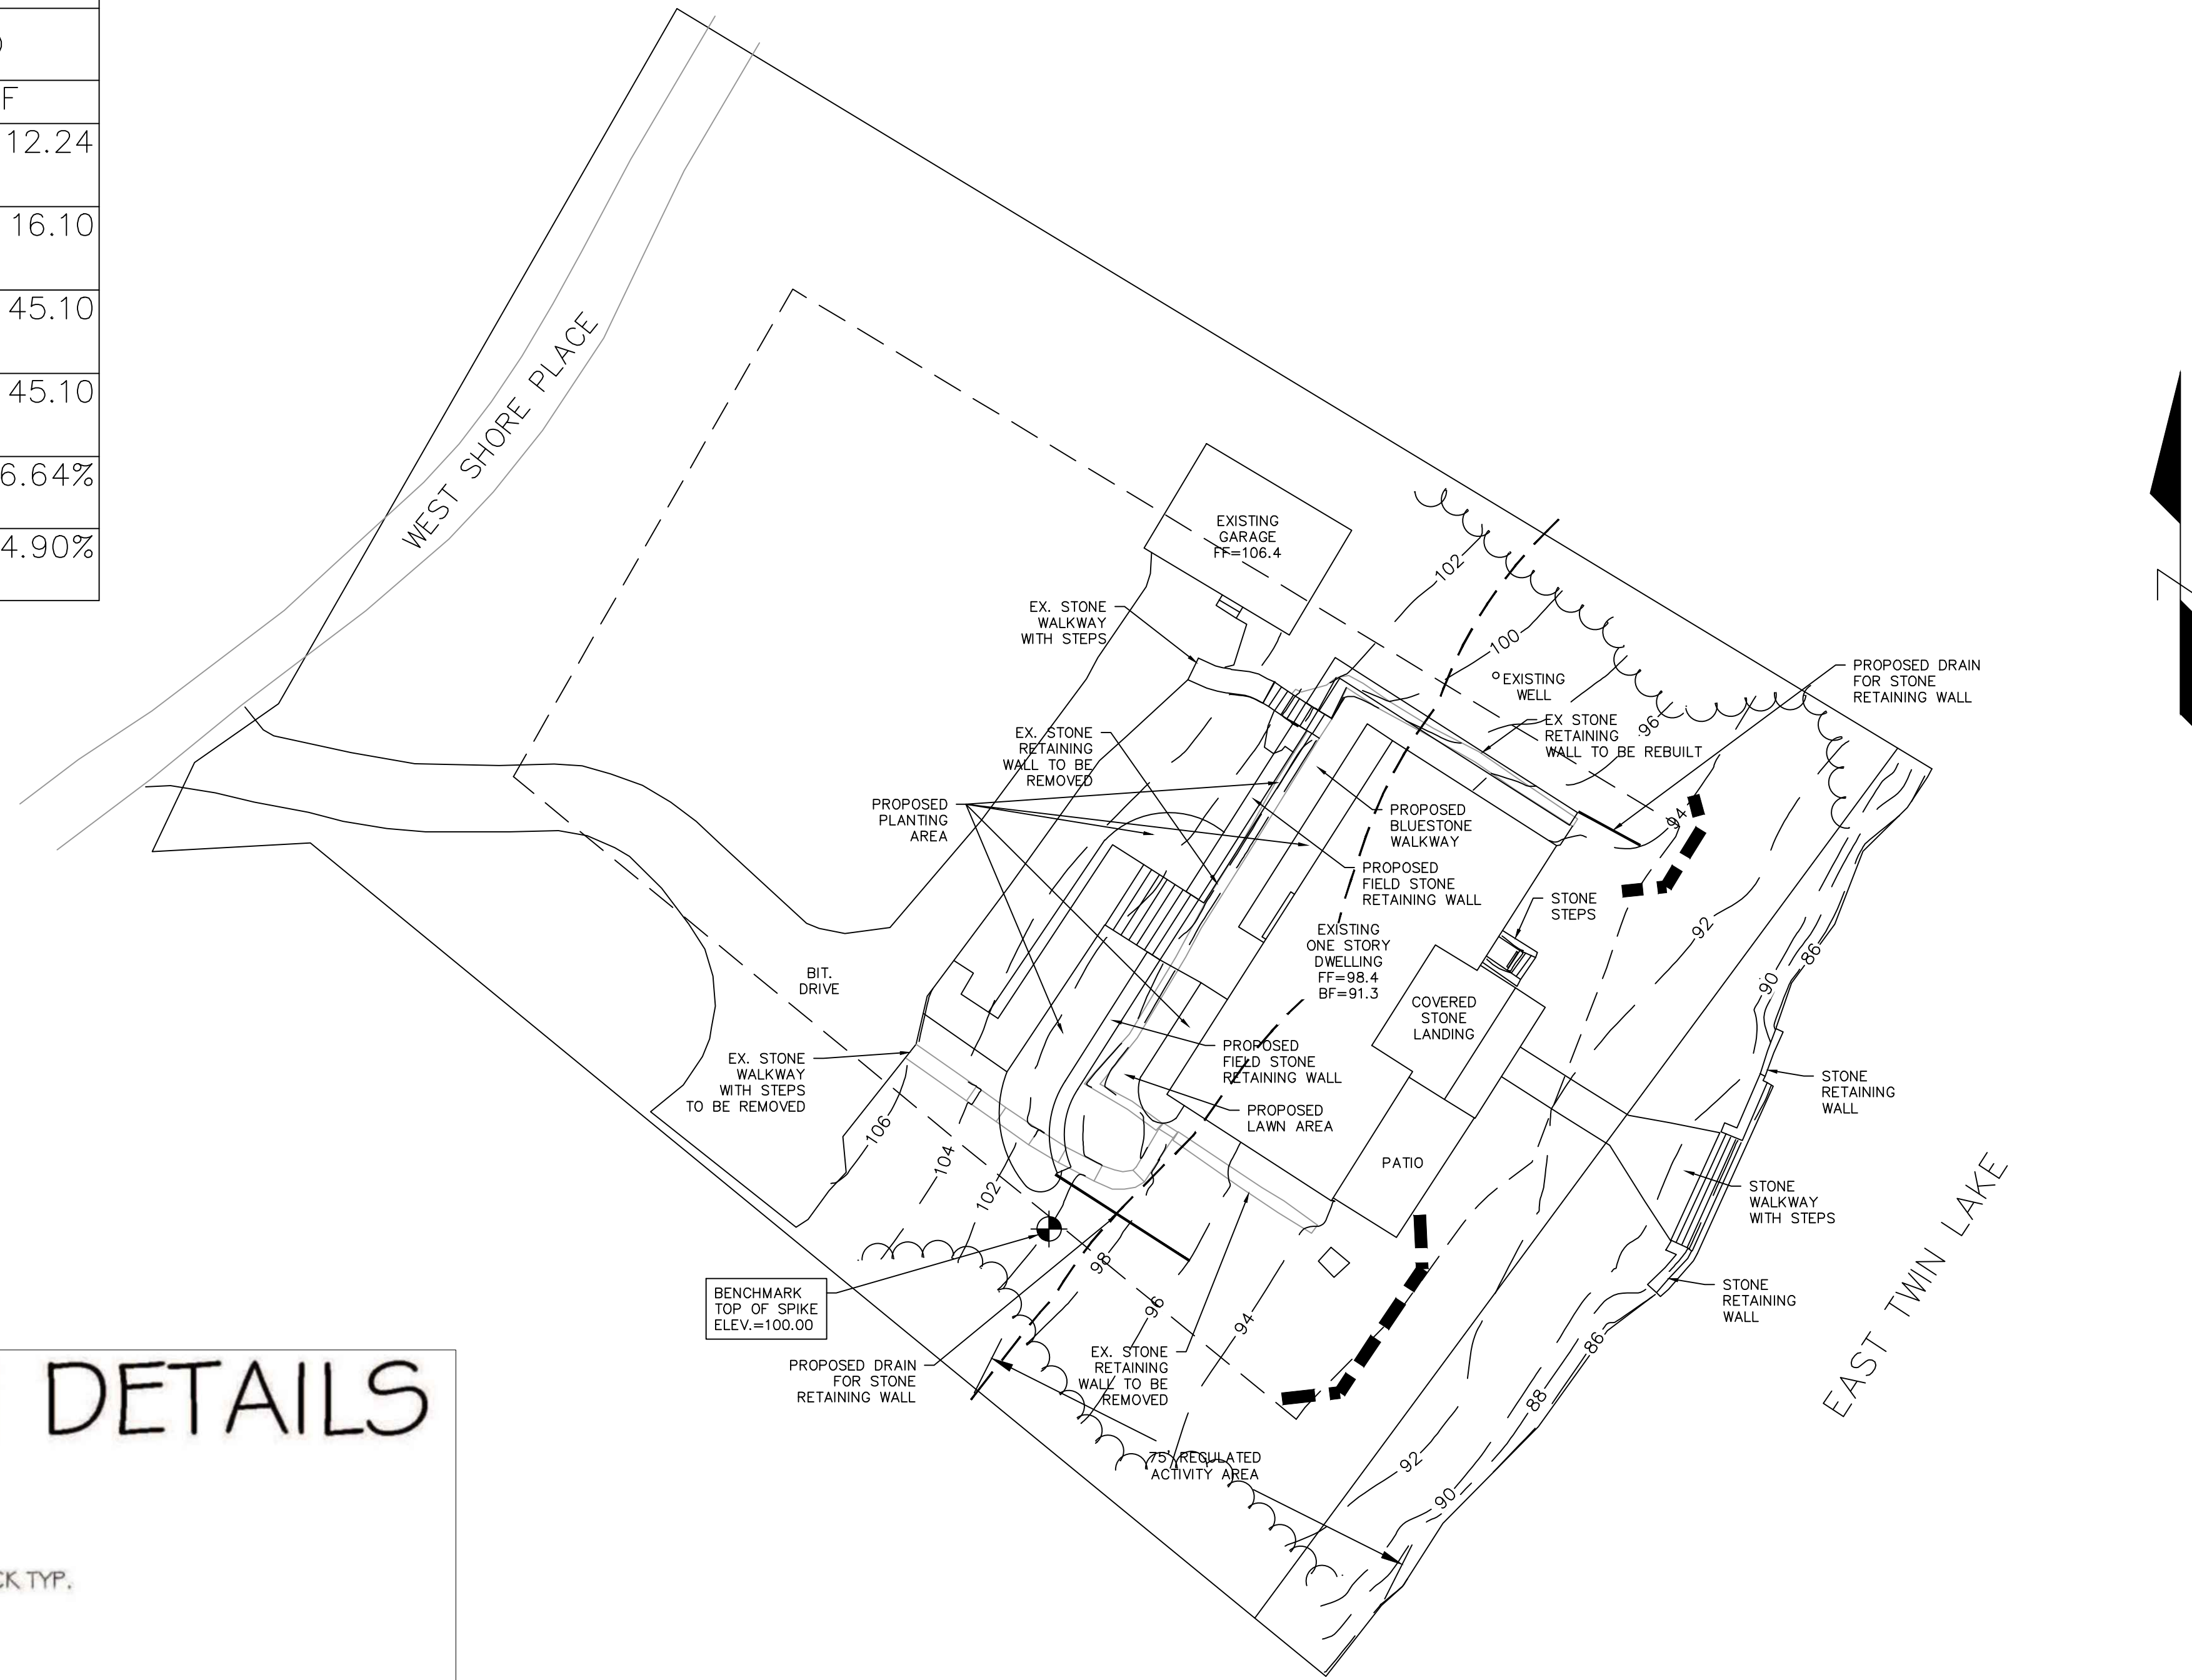 F
12.24
16.10
45.10
45.10
6.64%
4.90%
WEST SHORE PLACE
EXISTING
GARAGE
FF=106.4
102
EX. STONE
WALKWAY
WITH STEPS
100
EXISTING
WELL
PROPOSED DRAIN
FOR STONE
RETAINING WALL
EX STONE
RETAINING
WALL TO BE REBUILT
96
EX. STONE
RETAINING
WALL TO BE
REMOVED
PROPOSED
PLANTING
AREA
PROPOSED
BLUESTONE
WALKWAY
94
PROPOSED
FIELD STONE
RETAINING WALL
STONE
STEPS
92
EXISTING
ONE STORY
DWELLING
FF=98.4
BF=91.3
86
90
BIT.
DRIVE
COVERED
STONE
LANDING
EX. STONE
WALKWAY
WITH STEPS
TO BE REMOVED
PROPOSED
FIELD STONE
RETAINING WALL
STONE
RETAINING
WALL
PROPOSED
LAWN AREA
106
104
102
PATIO
STONE
WALKWAY
WITH STEPS
EAST TWIN LAKE
98
BENCHMARK
TOP OF SPIKE
ELEV.=100.00
96
94
STONE
RETAINING
WALL
86
PROPOSED DRAIN
FOR STONE
RETAINING WALL
EX. STONE
RETAINING
WALL TO BE
REMOVED
88
75' REGULATED
ACTIVITY AREA
92
90
DETAILS
TYP.